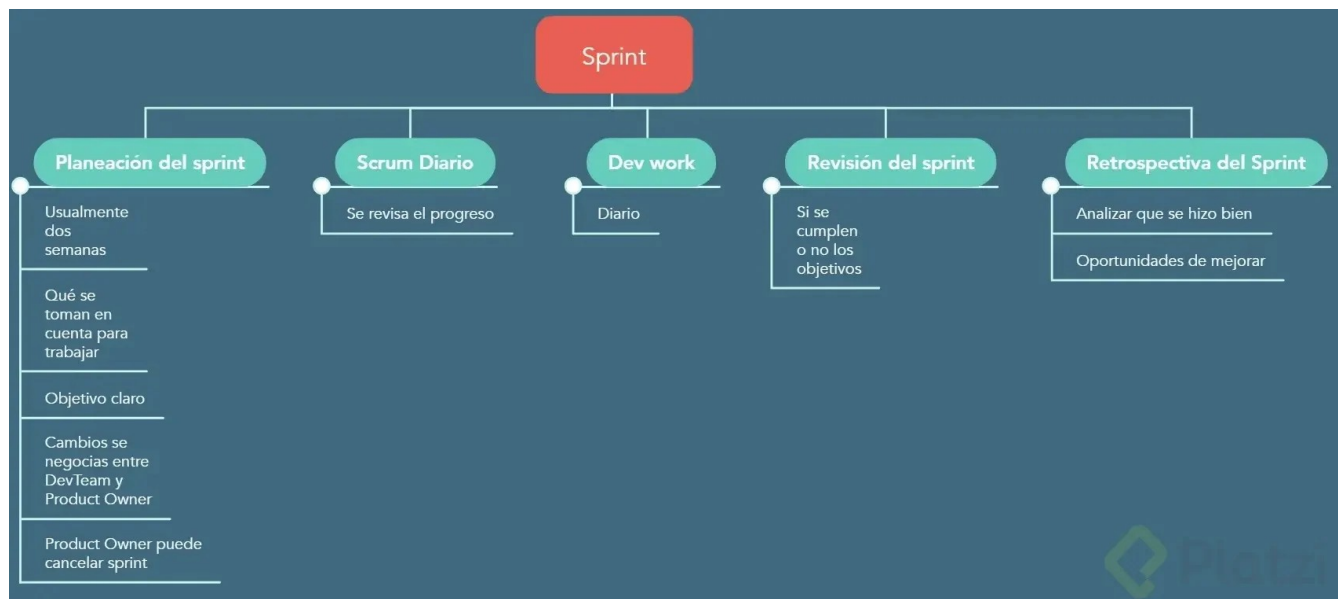 Sprint
Planeación del sprint
Usualmente
dos
semanas
Qué se
toman en
cuenta para
trabajar
Objetivo claro
Cambios se
negocias entre
DevTeam y
Product Owner
Product Owner puede
cancelar sprint
Scrum Diario
Se revisa el progreso
Dev work
Diario
Revisión del sprint
Si se
cumplen
o no los
objetivos
Retrospectiva del Sprint
Analizar que se hizo bien
Oportunidades de mejorar
Platzi